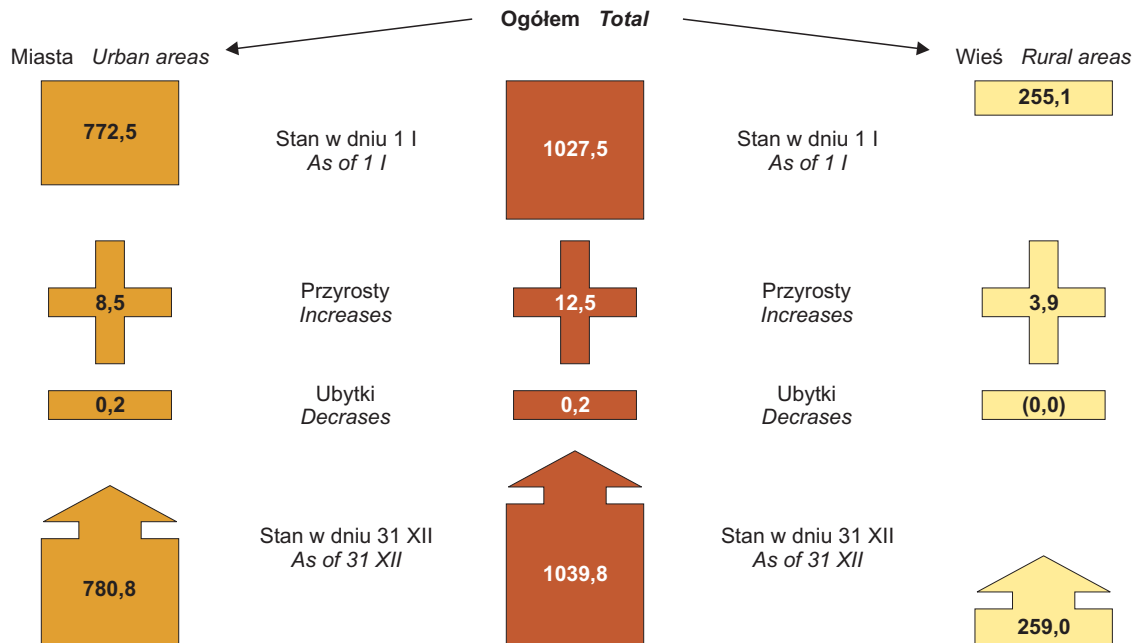 Ogółem Total
Miasta Urban areas
Wieś Rural areas
772,5
Stan w dniu 1 I
As of 1 I
1027,5
Stan w dniu 1 I
As of 1 I
255,1
8,5
Przyrosty
Increases
12,5
Przyrosty
Increases
3,9
0,2
Ubytki
Decrases
0,2
Ubytki
Decrases
(0,0)
780,8
Stan w dniu 31 XII
As of 31 XII
1039,8
Stan w dniu 31 XII
As of 31 XII
259,0